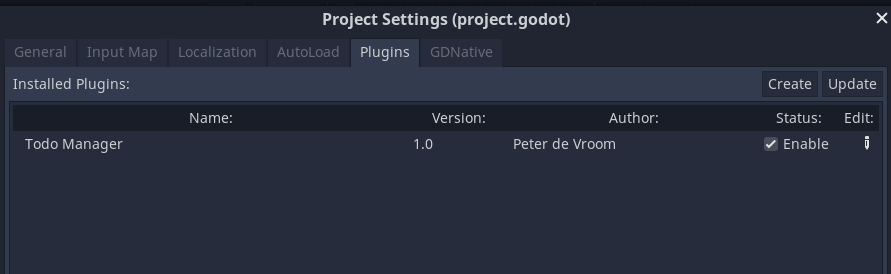 Project Settings (project.godot)
General Input Map Localization AutoLoad Plugins GDNative
Installed Plugins: Create Update
Name: Version: Author: Status: Edit:
Todo Manager 1.0 Peter de Vroom Enable